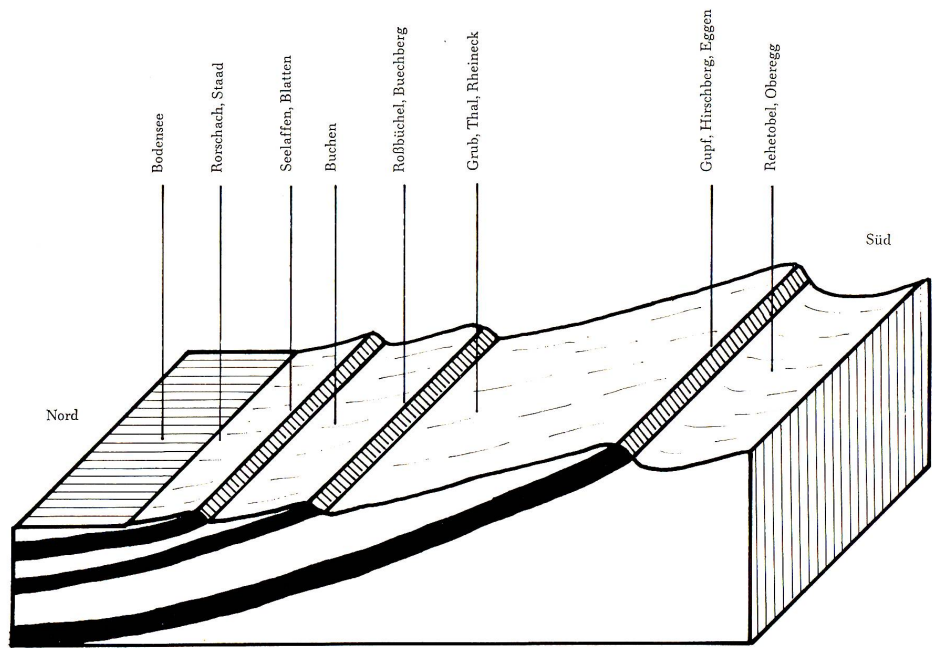 Bodensee
Rorschach, Staad
Seelaffen, Blatten
Buchen
Roßbüchel, Buechberg
Grub, Thal, Rheineck
Gupf, Hirschberg, Eggen
Rehetobel, Oberegg
Süd
Nord